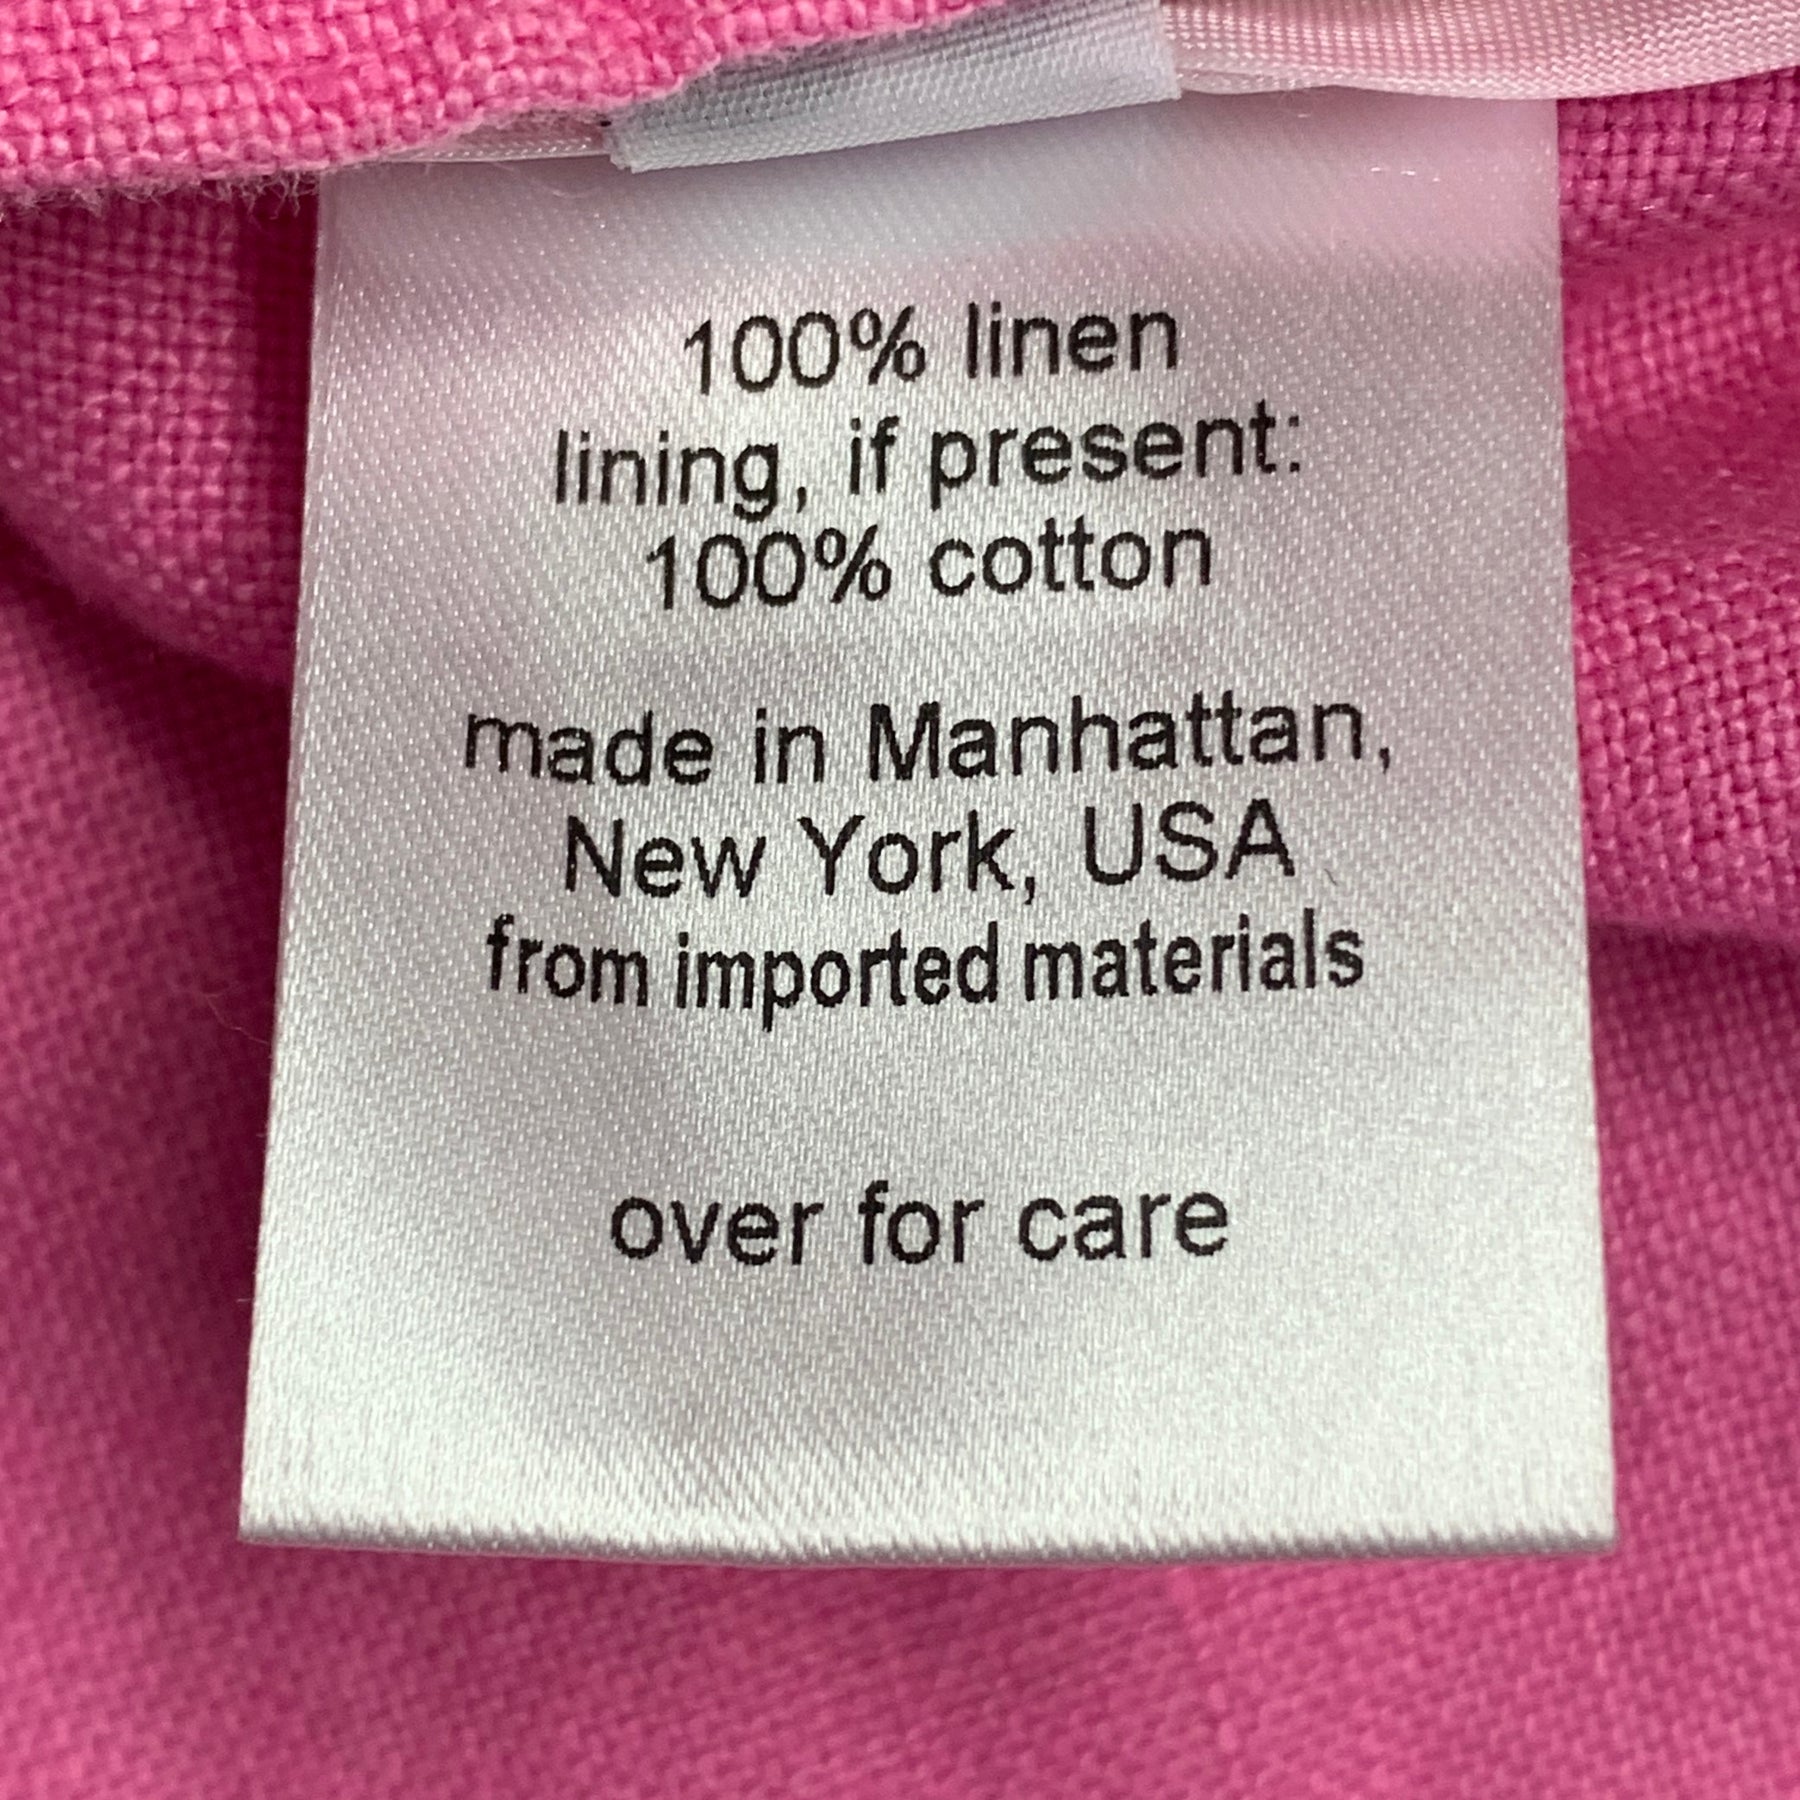 100% linen
lining, if present:
100% cotton
made in Manhattan,
New York, USA
from imported materials
over for care